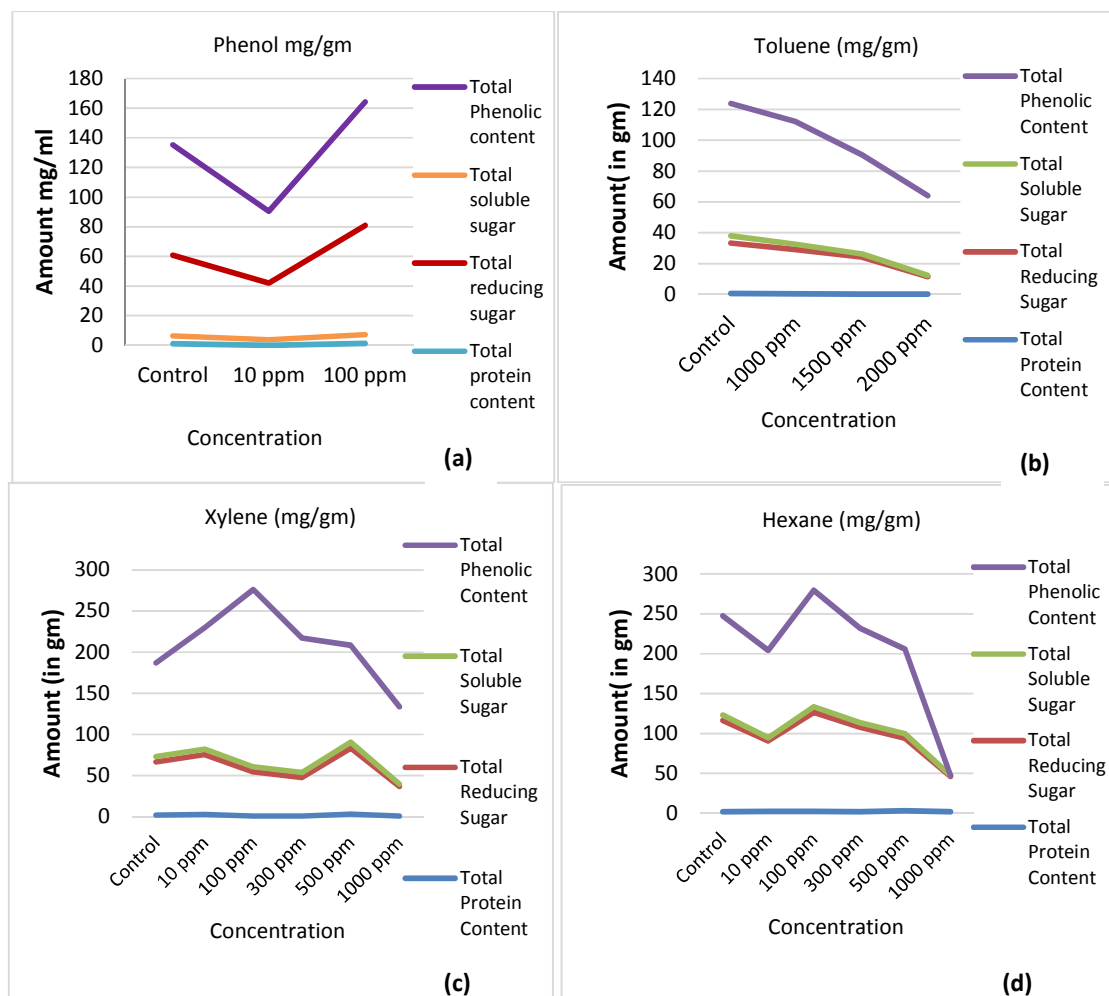 Phenol mg/gm
180
160
140
120
100
80
60
40
20
0
Amount mg/ml
Control
10 ppm
100 ppm
Concentration
Total
Phenolic
content
Total
soluble
sugar
Total
reducing
sugar
Total
protein
content
(a)
Toluene (mg/gm)
140
120
100
80
60
40
20
0
Amount( in gm)
Control
1000 ppm
1500 ppm
2000 ppm
Concentration
Total
Phenolic
Content
Total
Soluble
Sugar
Total
Reducing
Sugar
Total
Protein
Content
(b)
Xylene (mg/gm)
300
250
200
150
100
50
0
Amount (in gm)
Control
10 ppm
100 ppm
300 ppm
500 ppm
1000 ppm
Concentration
Total
Phenolic
Content
Total
Soluble
Sugar
Total
Reducing
Sugar
Total
Protein
Content
(c)
Hexane (mg/gm)
300
250
200
150
100
50
0
Amount( in gm)
Control
10 ppm
100 ppm
300 ppm
500 ppm
1000 ppm
Concentration
Total
Phenolic
Content
Total
Soluble
Sugar
Total
Reducing
Sugar
Total
Protein
Content
(d)